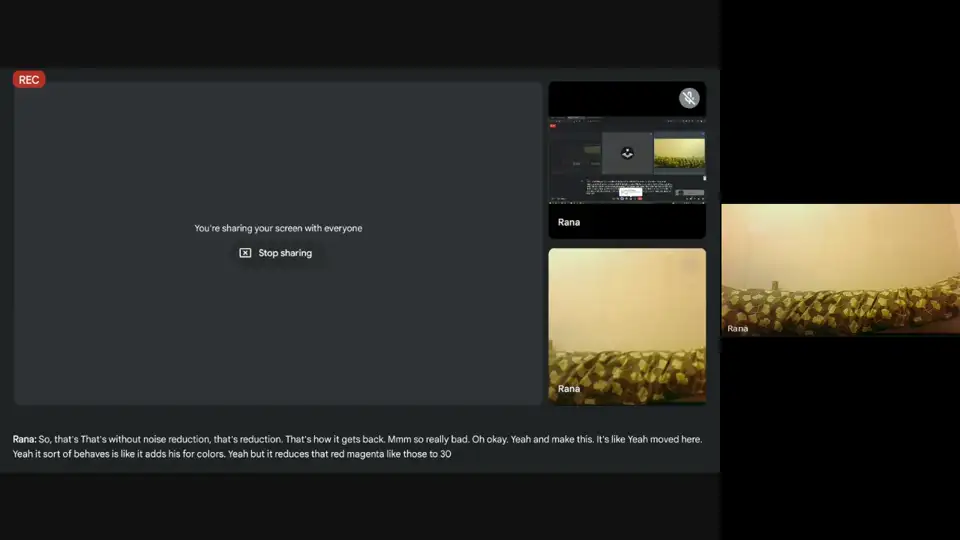 REC
You're sharing your screen with everyone
Stop sharing
Rana
Rana
Rana
Rana: So, that's That's without noise reduction, that's reduction. That's how it gets back. Mmm so really bad. Oh okay. Yeah and make this. It's like Yeah moved here.
Yeah it sort of behaves is like it adds his for colors. Yeah but it reduces that red magenta like those to 30